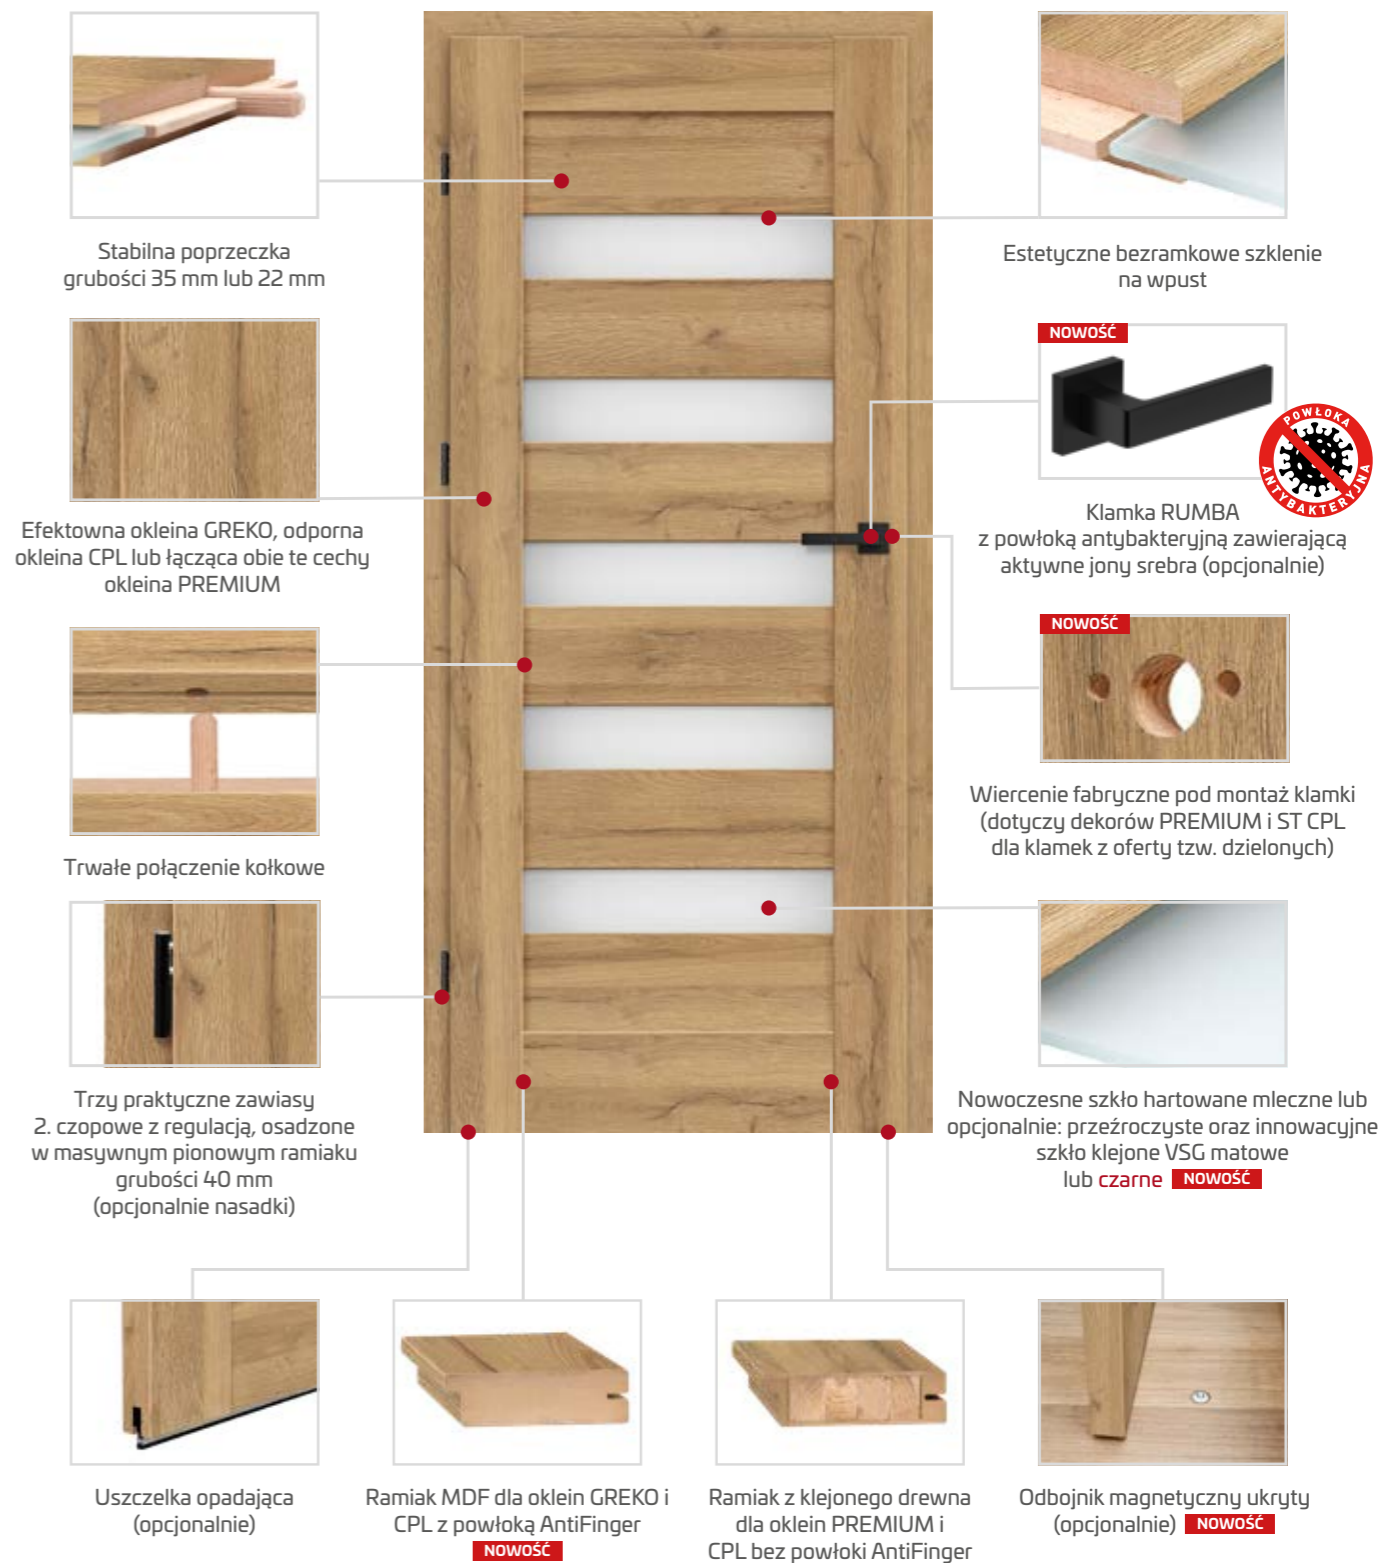 Stabilna poprzeczka
grubości 35 mm lub 22 mm
Efektowna okleina GREKO, odporna
okleina CPL lub łącząca obie te cechy
okleina PREMIUM
Trwałe połączenie kołkowe
Trzy praktyczne zawiasy
2. czopowe z regulacją, osadzone
w masywnym pionowym ramiaku
grubości 40 mm
(opcjonalnie nasadki)
Estetyczne bezramkowe szklenie
na wpust
NOWOŚĆ
POWŁOKA
ANTYBAKTERYJNA
Klamka RUMBA
z powłoką antybakteryjną zawierającą
aktywne jony srebra (opcjonalnie)
NOWOŚĆ
Wiercenie fabryczne pod montaż klamki
(dotyczy dekorów PREMIUM i ST CPL
dla klamek z oferty tzw. dzielonych)
Nowoczesne szkło hartowane mleczne lub
opcjonalnie: przeźroczyste oraz innowacyjne
szkło klejone VSG matowe
lub czarne NOWOŚĆ
Uszczelka opadająca
(opcjonalnie)
Ramiak MDF dla oklein GREKO i
CPL z powłoką AntiFinger
NOWOŚĆ
Ramiak z klejonego drewna
dla oklein PREMIUM i
CPL bez powłoki AntiFinger
Odbojnik magnetyczny ukryty
(opcjonalnie) NOWOŚĆ